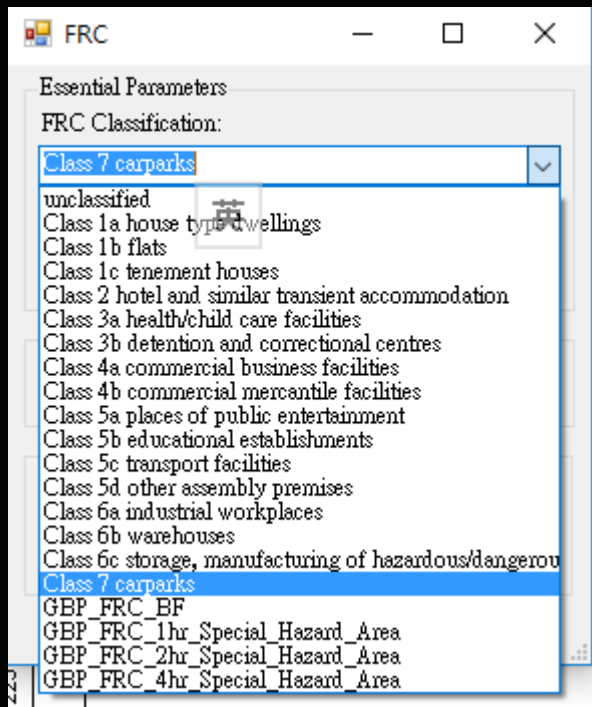 FRC
Essential Parameters
FRC Classification:
Class 7 carparks
unclassified
英
Class 1a house type dwellings
Class 1b flats
Class 1c tenement houses
Class 2 hotel and similar transient accommodation
Class 3a health/child care facilities
Class 3b detention and correctional centres
Class 4a commercial business facilities
Class 4b commercial mercantile facilities
Class 5a places of public entertainment
Class 5b educational establishments
Class 5c transport facilities
Class 5d other assembly premises
Class 6a industrial workplaces
Class 6b warehouses
Class 6c storage, manufacturing of hazardous/dangerou
Class 7 carparks
GBP_FRC_BF
GBP_FRC_1hr_Special_Hazard_Area
GBP_FRC_2hr_Special_Hazard_Area
GBP_FRC_4hr_Special_Hazard_Area